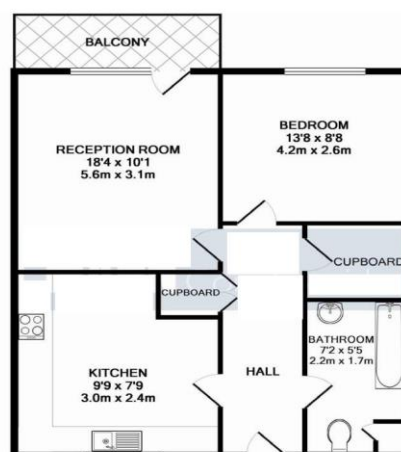 BALCONY
RECEPTION ROOM
18'4 x 10'1
5.6m x 3.1m
BEDROOM
13'8 x 8'8
4.2m x 2.6m
CUPBOARD
CUPBOARD
KITCHEN
9'9 x 7'9
3.0m x 2.4m
HALL
BATHROOM
7'2 x 5'5
2.2m x 1.7m